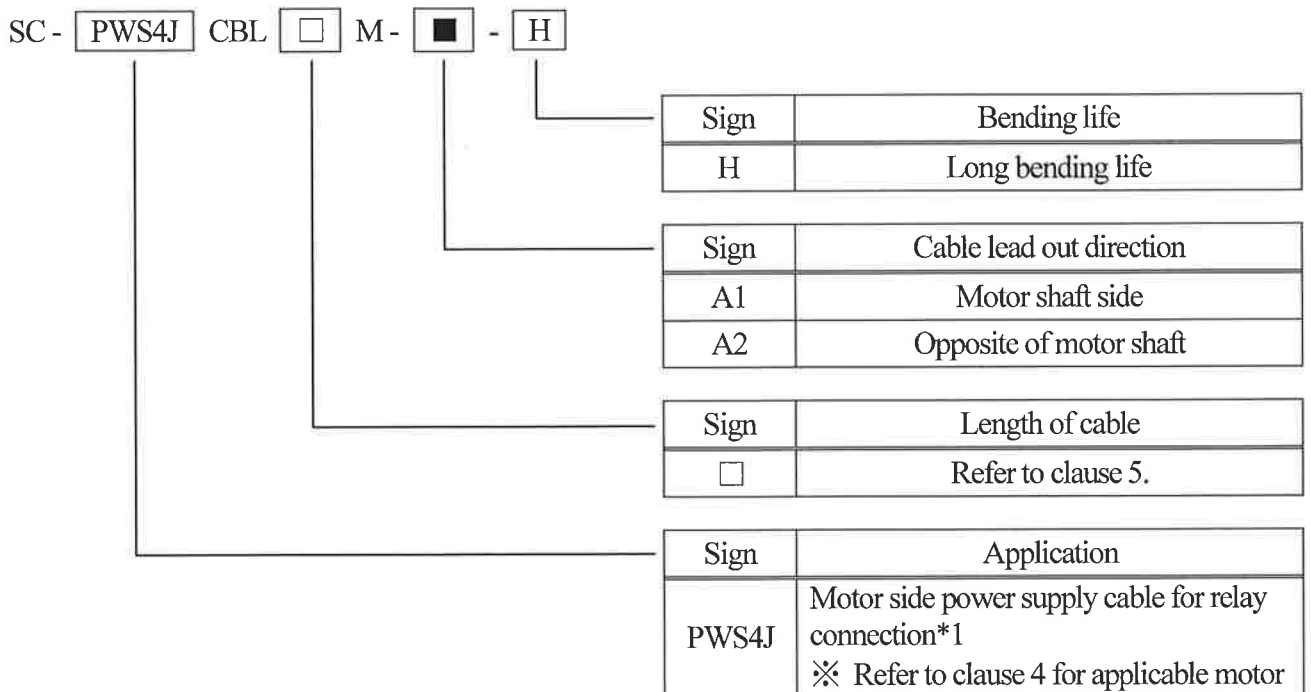 SC - PWS4J CBL □ M - ■ - H
Sign Bending life
H Long bending life
Sign Cable lead out direction
A1 Motor shaft side
A2 Opposite of motor shaft
Sign Length of cable
□ Refer to clause 5.
Sign Application
PWS4J Motor side power supply cable for relay
connection*1
※ Refer to clause 4 for applicable motor